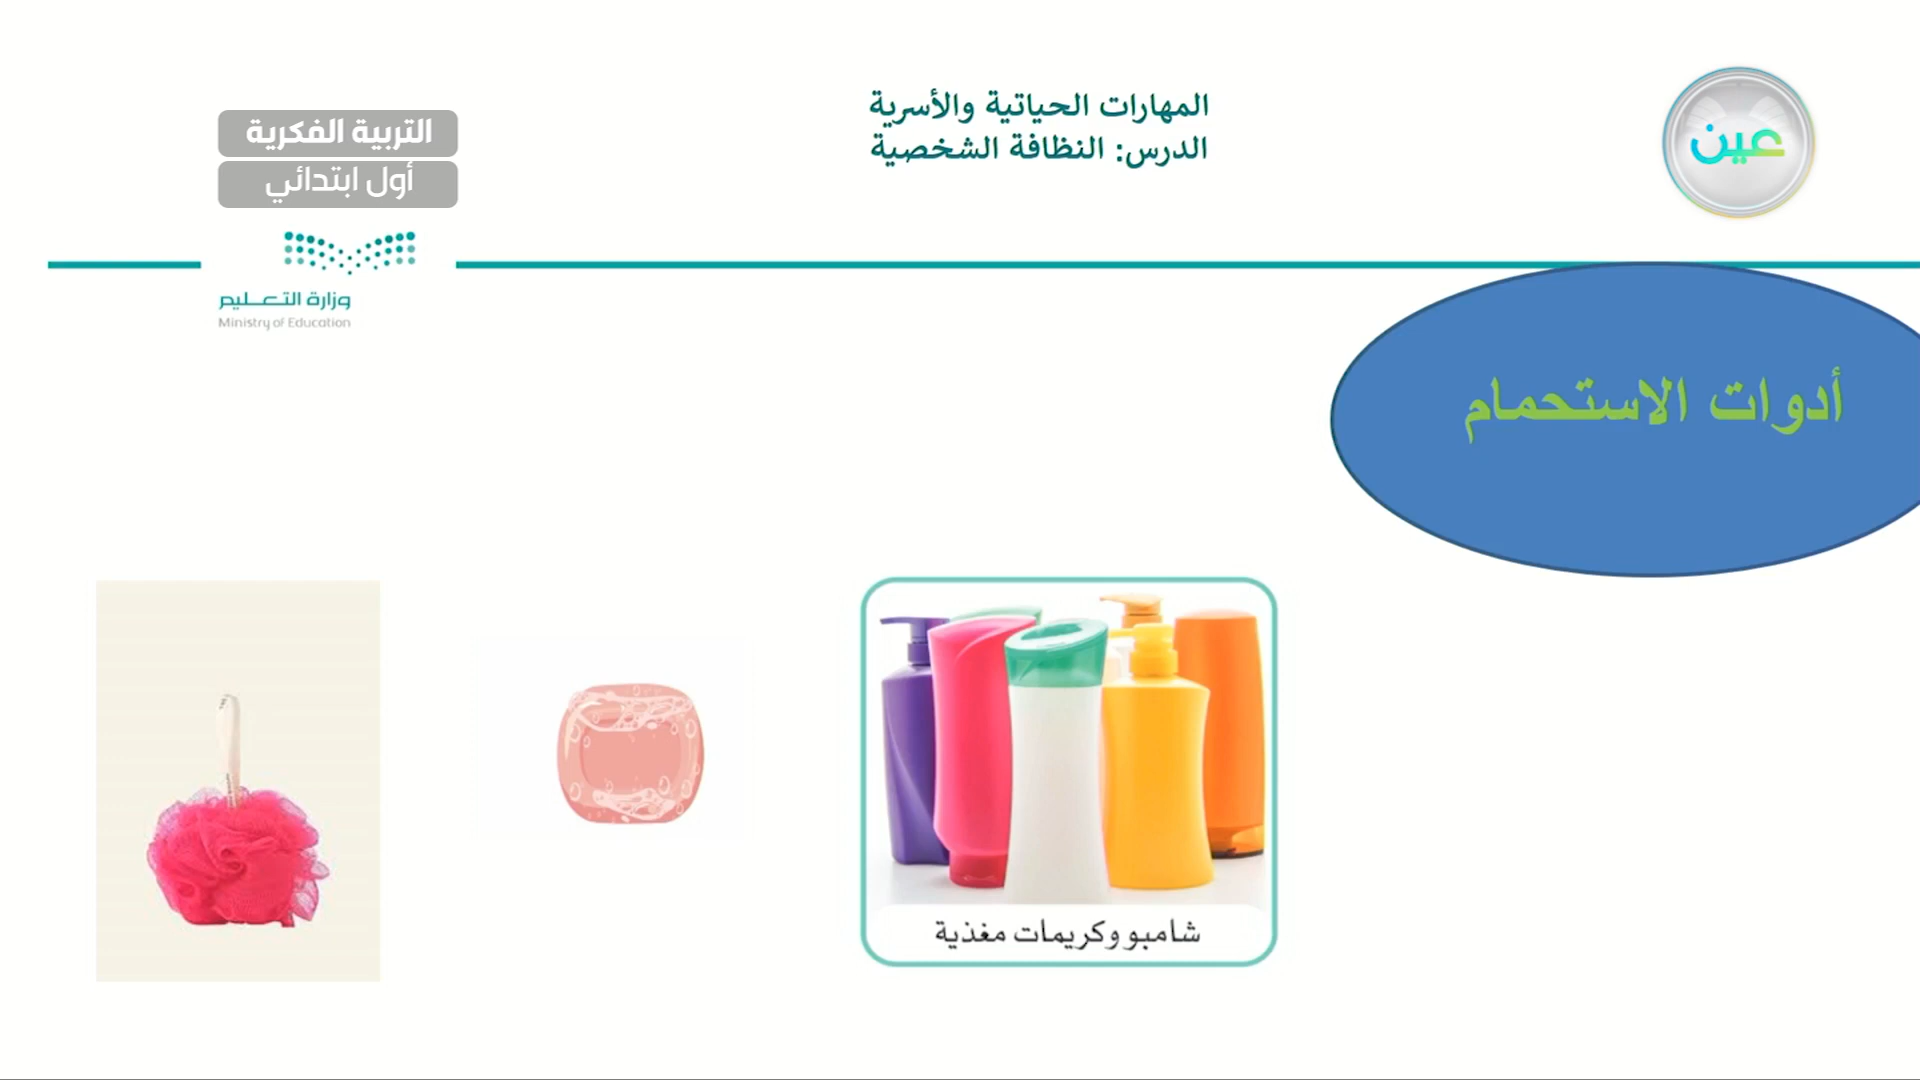 عين
المهارات الحياتية والأسرية
الدرس: النظافة الشخصية
التربية الفكرية
أول ابتدائي
وزارة التعليم
Ministry of Education
أدوات الاستحمام
شامبو وكريمات مغذية